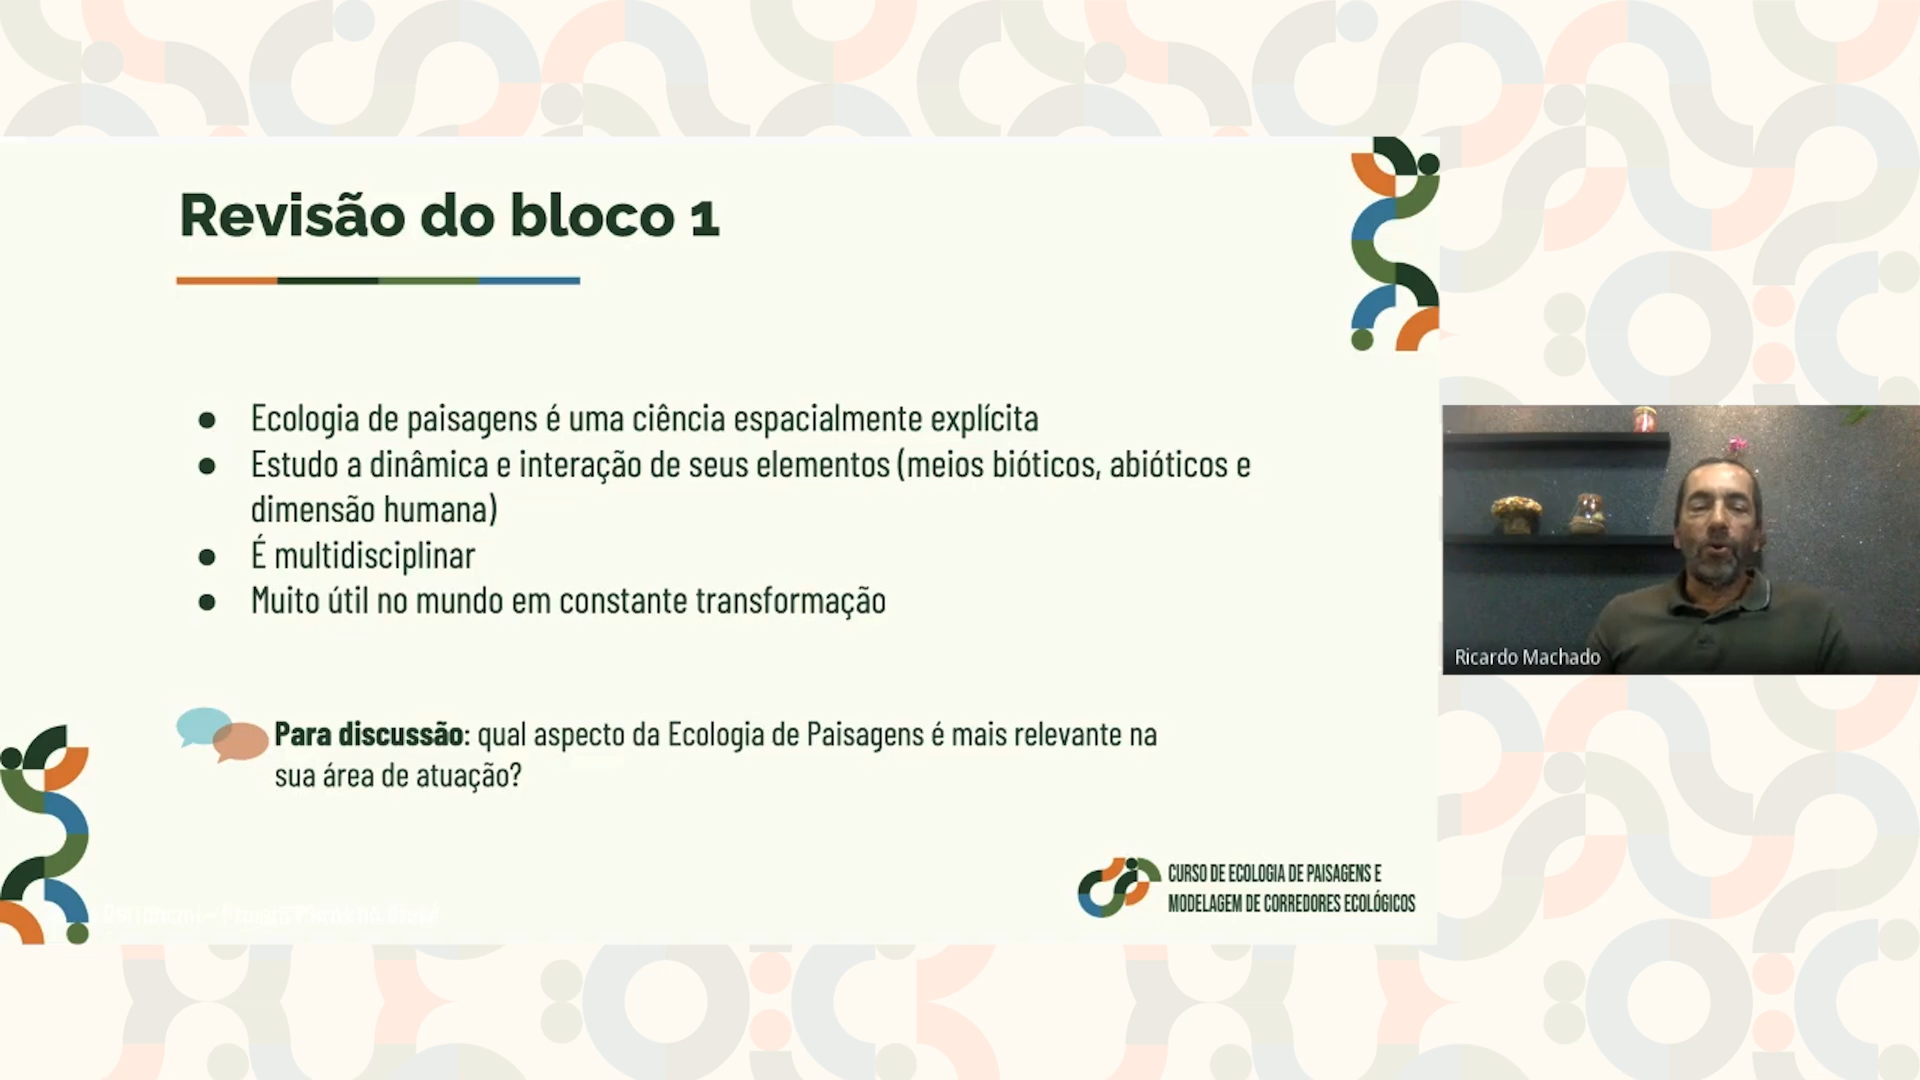 Revisão do bloco 1
● Ecologia de paisagens é uma ciência espacialmente explícita
● Estudo a dinâmica e interação de seus elementos (meios bióticos, abióticos e
dimensão humana)
● É multidisciplinar
● Muito útil no mundo em constante transformação
Para discussão: qual aspecto da Ecologia de Paisagens é mais relevante na
sua área de atuação?
CURSO DE ECOLOGIA DE PAISAGENS E
MODELAGEM DE CORREDORES ECOLÓGICOS
Ricardo Machado